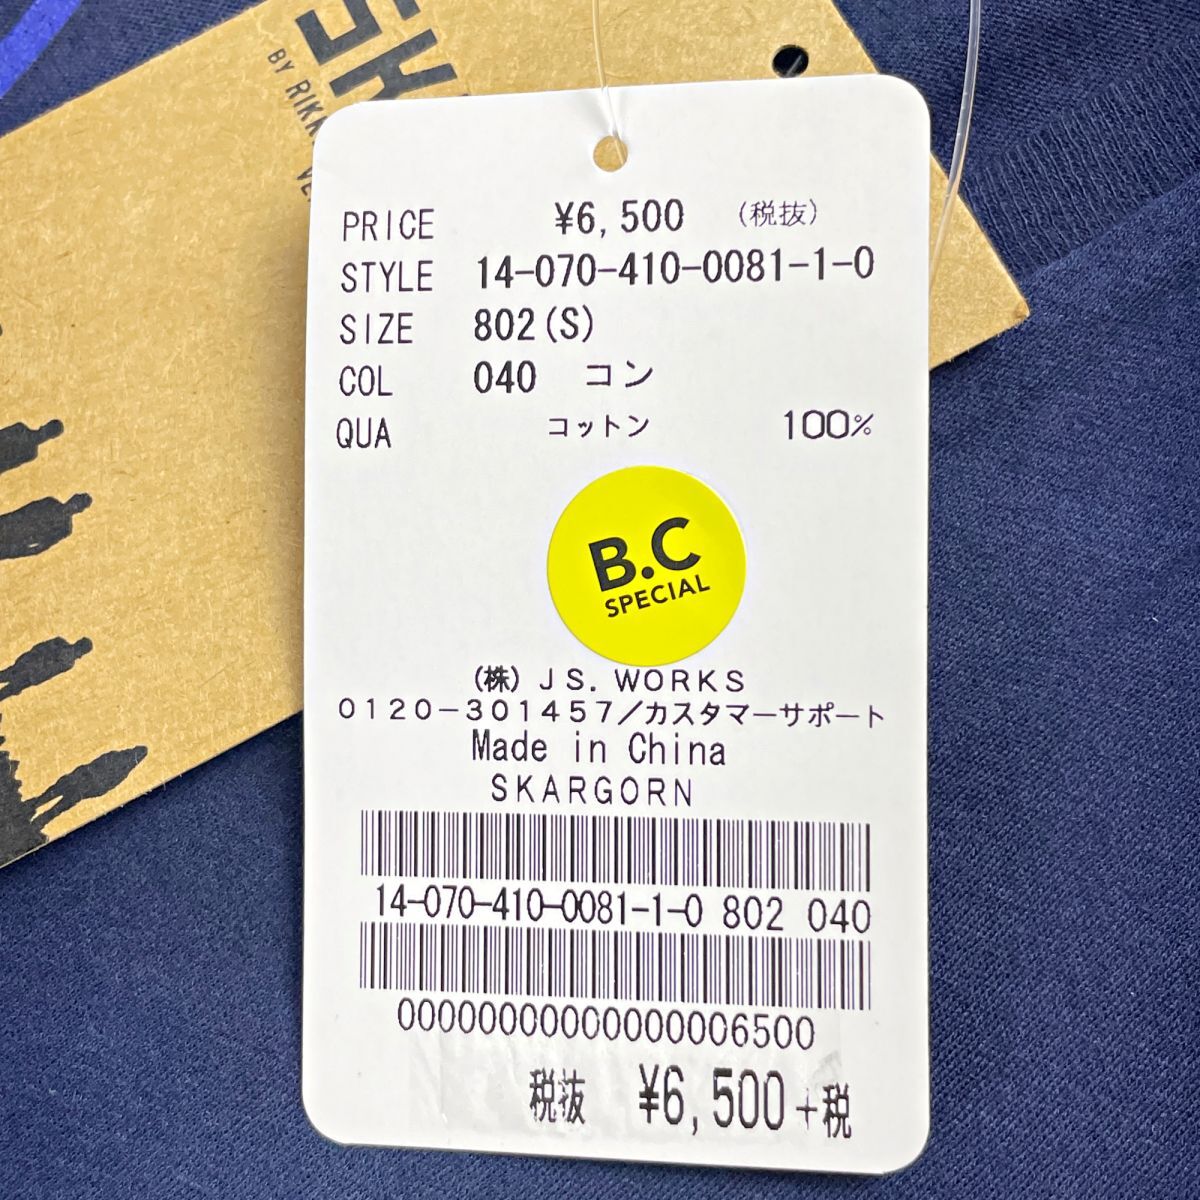 SK
BY RIKK
PRICE ¥6,500 (税抜)
STYLE 14-070-410-0081-1-0
SIZE 802(S)
COL 040 コン
QUA コットン 100%
B.C
SPECIAL
(株) JS. WORKS
0120-301457/カスタマーサポート
Made in China
SKARGORN
14-070-410-0081-1-0 802 040
000000000000000006500
税抜 ¥6,500+税